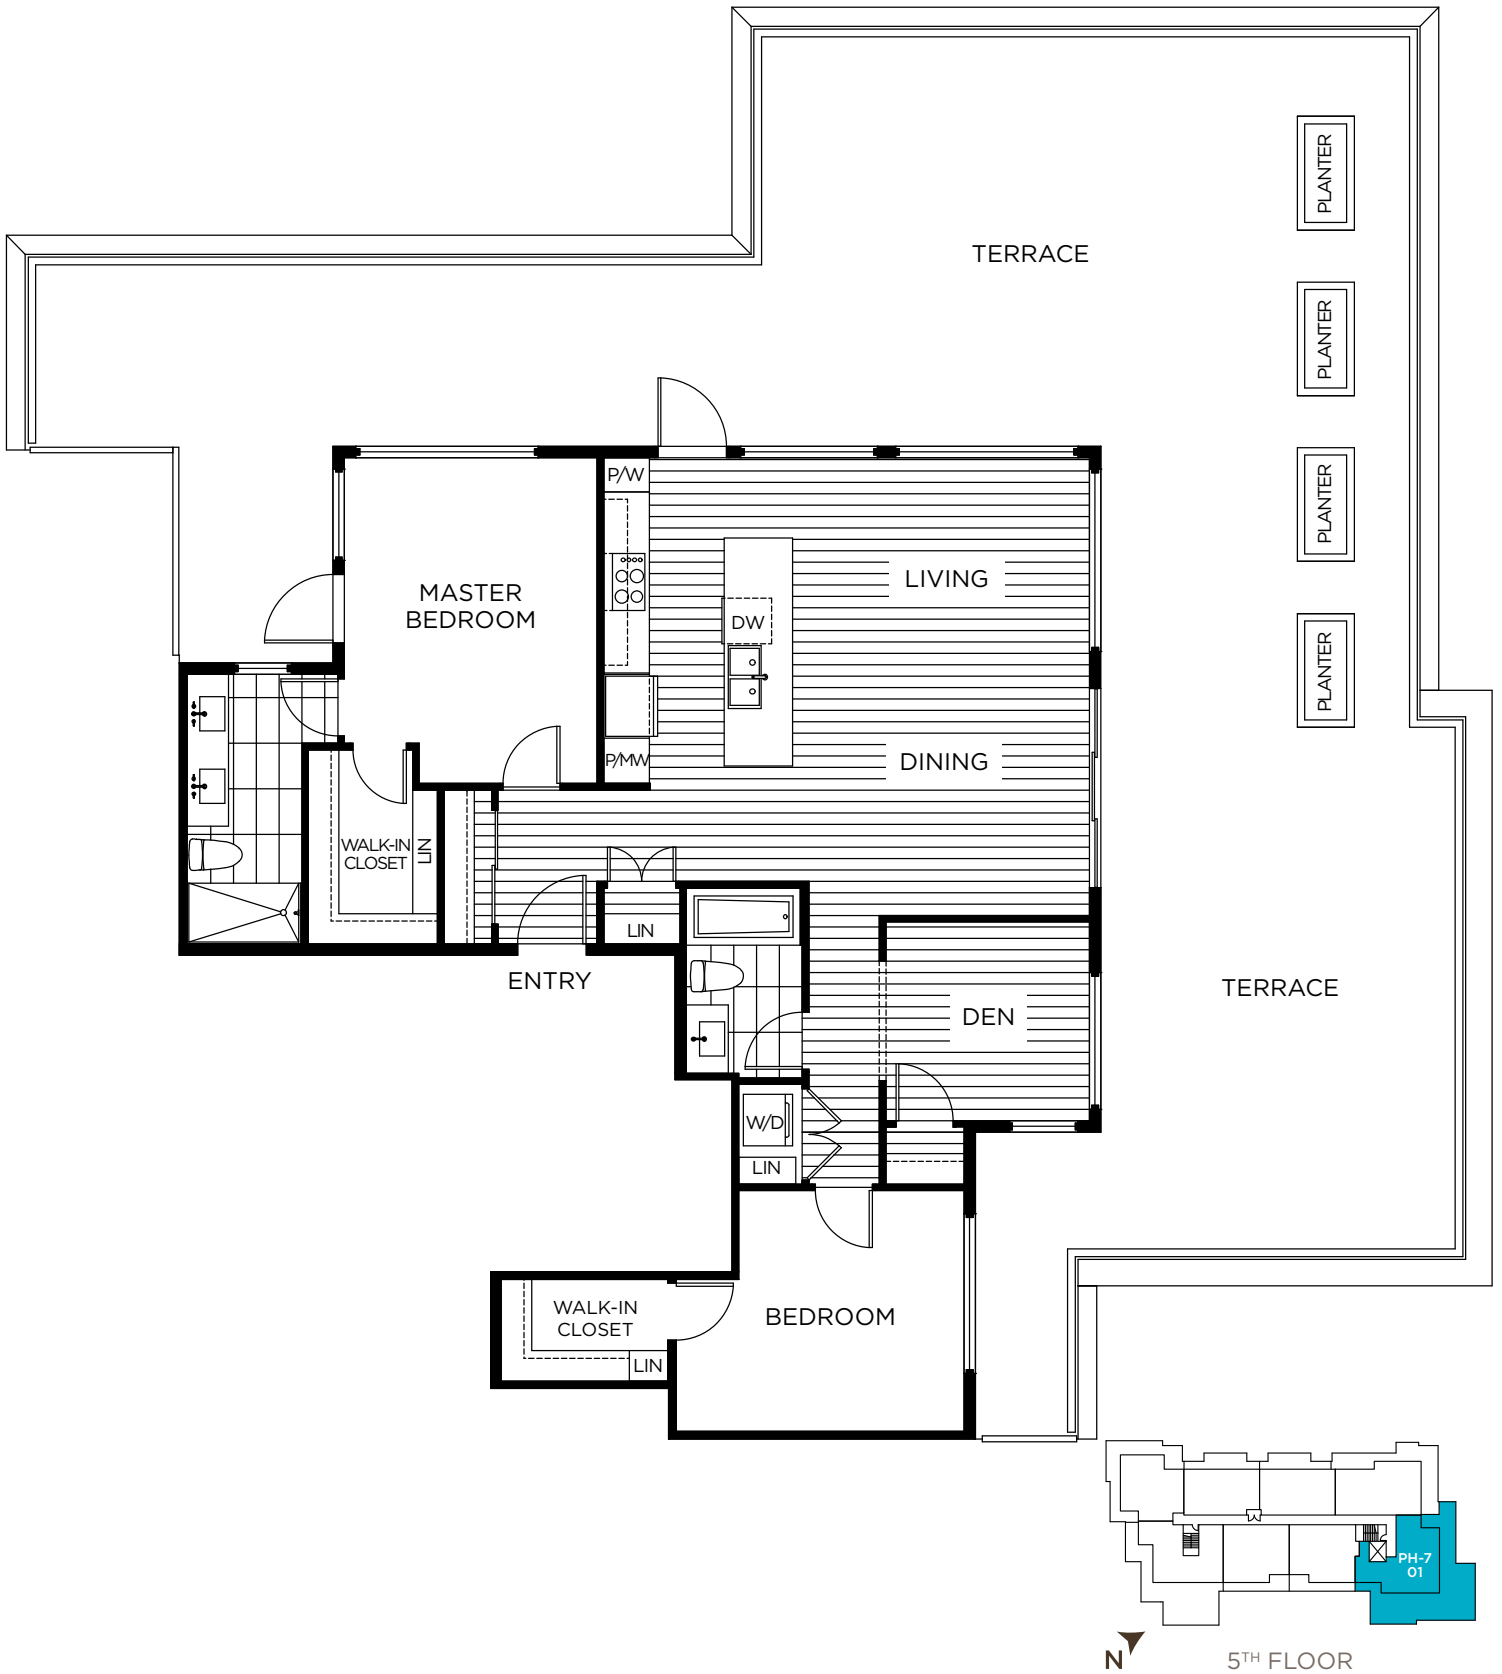 PLANTER
TERRACE
PLANTER
P/W
PLANTER
LIVING
MASTER
BEDROOM
DW
PLANTER
DINING
P/MW
WALK-IN
CLOSET
LIN
LIN
ENTRY
TERRACE
DEN
W/D
LIN
WALK-IN
CLOSET
BEDROOM
LIN
PH-7
01
N
5TH FLOOR